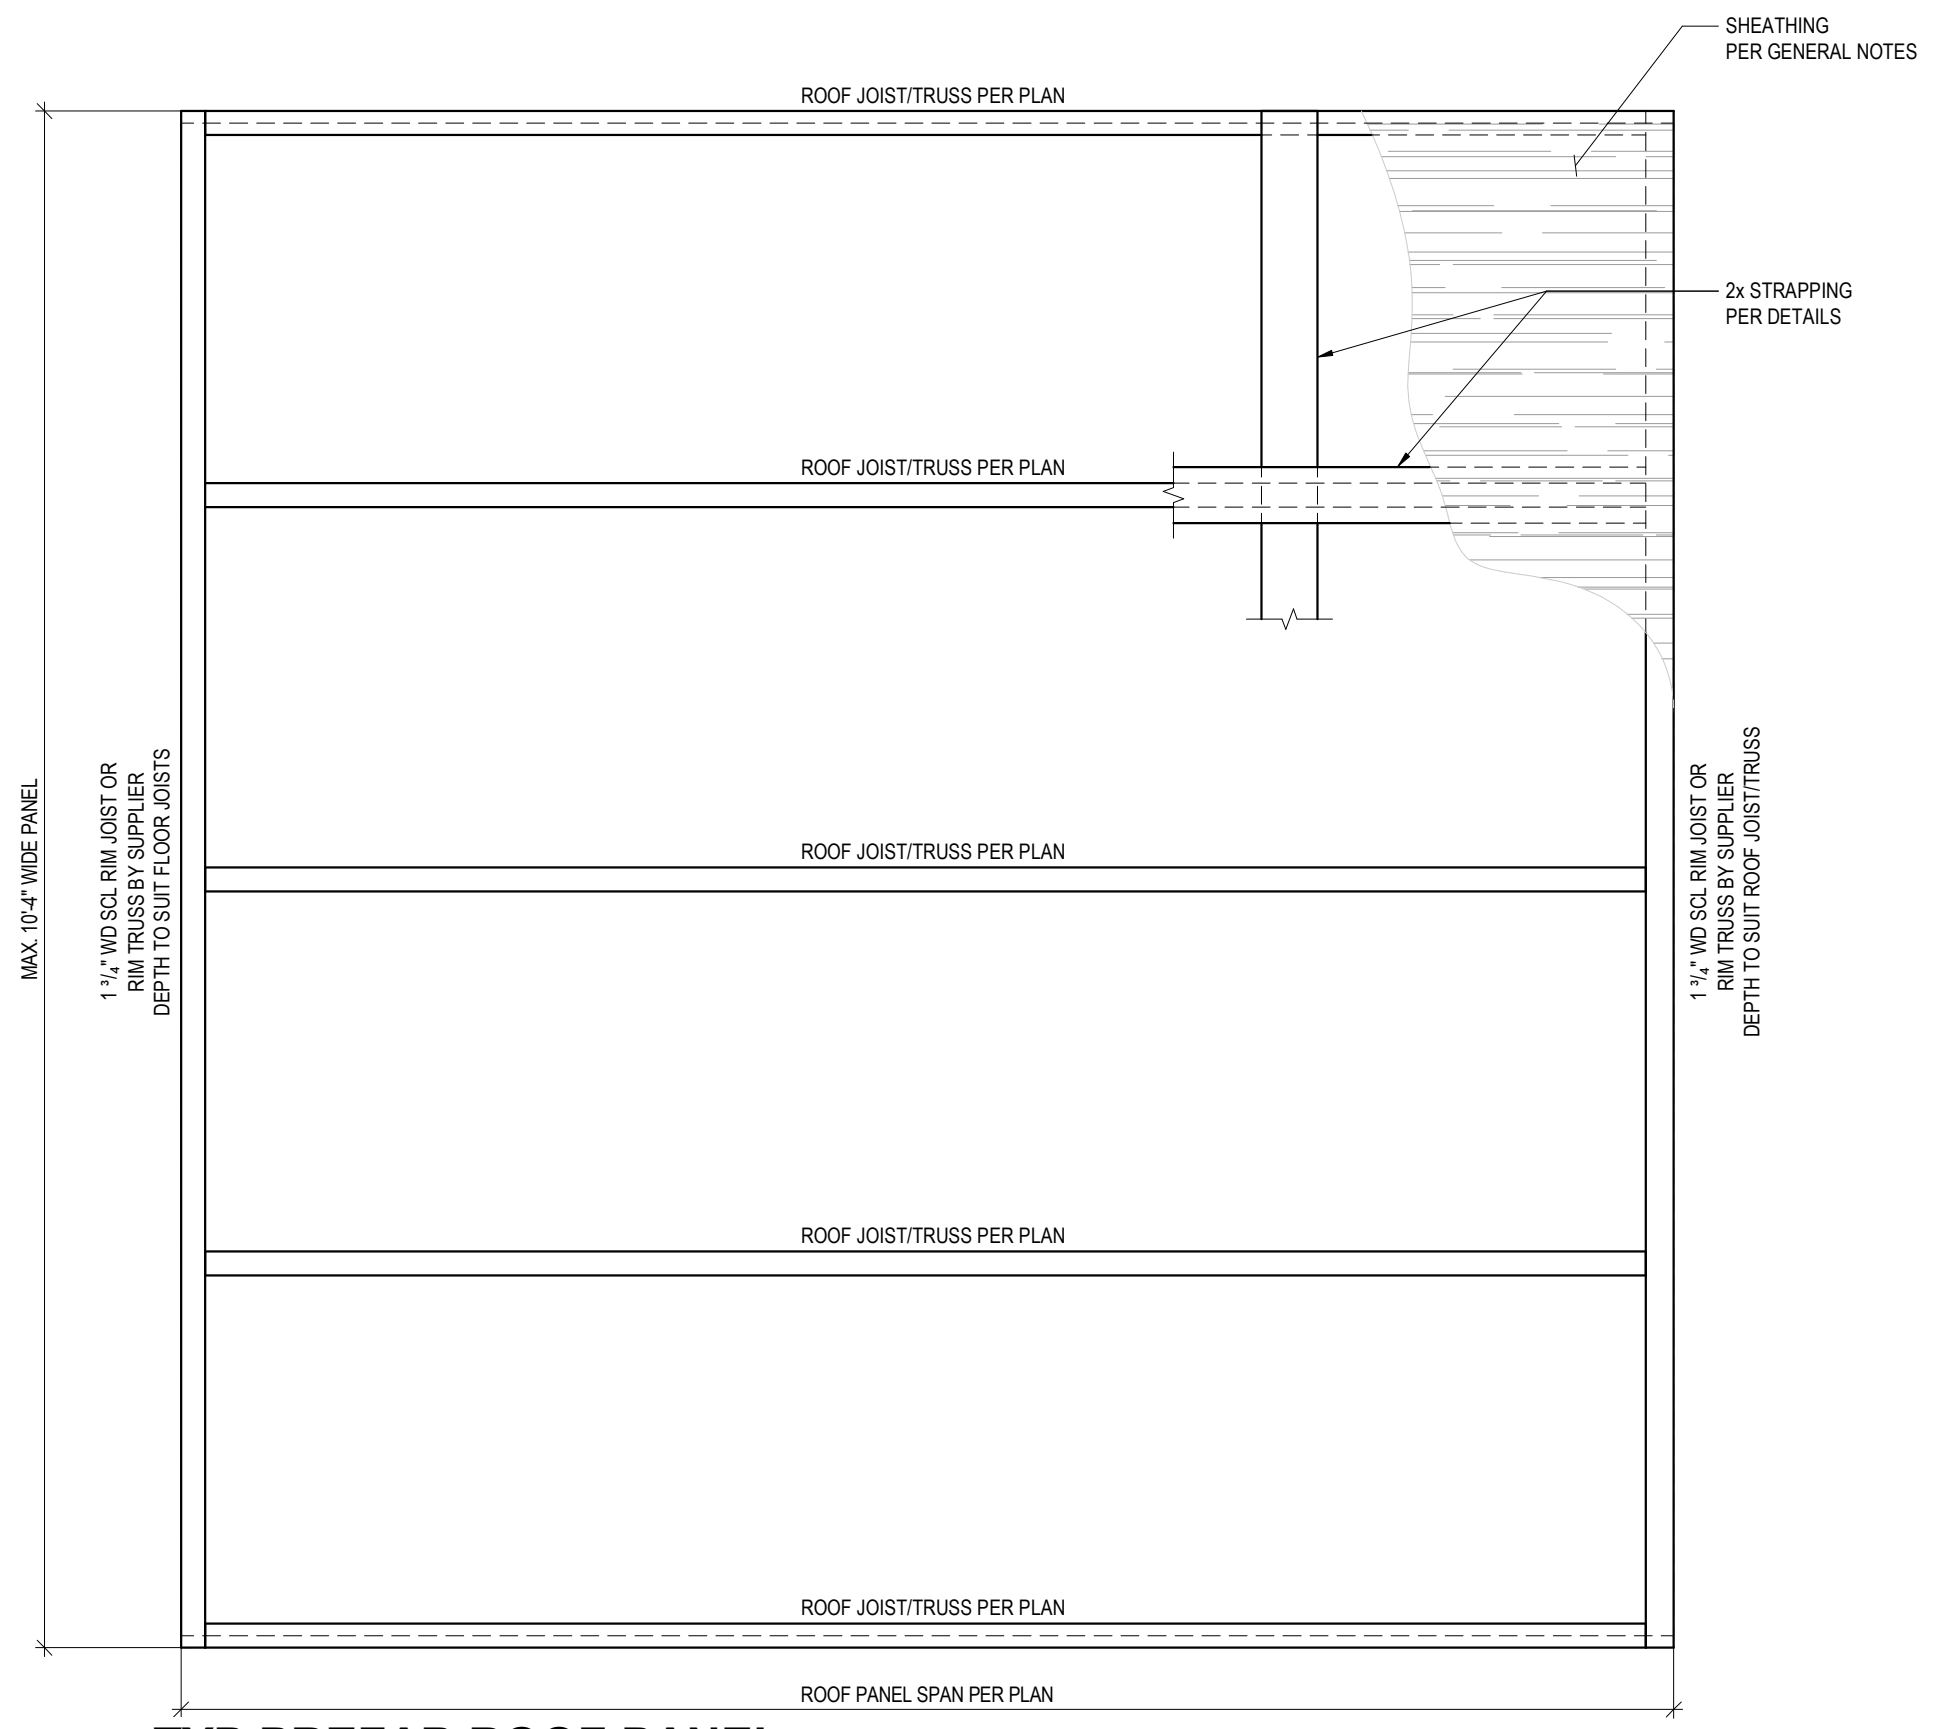 SHEATHING
PER GENERAL NOTES
ROOF JOIST/TRUSS PER PLAN
2x STRAPPING
PER DETAILS
ROOF JOIST/TRUSS PER PLAN
MAX. 10'-4" WIDE PANEL
1 3/4" WD SCL RIM JOIST OR
RIM TRUSS BY SUPPLIER
DEPTH TO SUIT FLOOR JOISTS
ROOF JOIST/TRUSS PER PLAN
1 3/4" WD SCL RIM JOIST OR
RIM TRUSS BY SUPPLIER
DEPTH TO SUIT ROOF JOIST/TRUSS
ROOF JOIST/TRUSS PER PLAN
ROOF JOIST/TRUSS PER PLAN
ROOF PANEL SPAN PER PLAN
TYP PREFAB ROOF PANEL